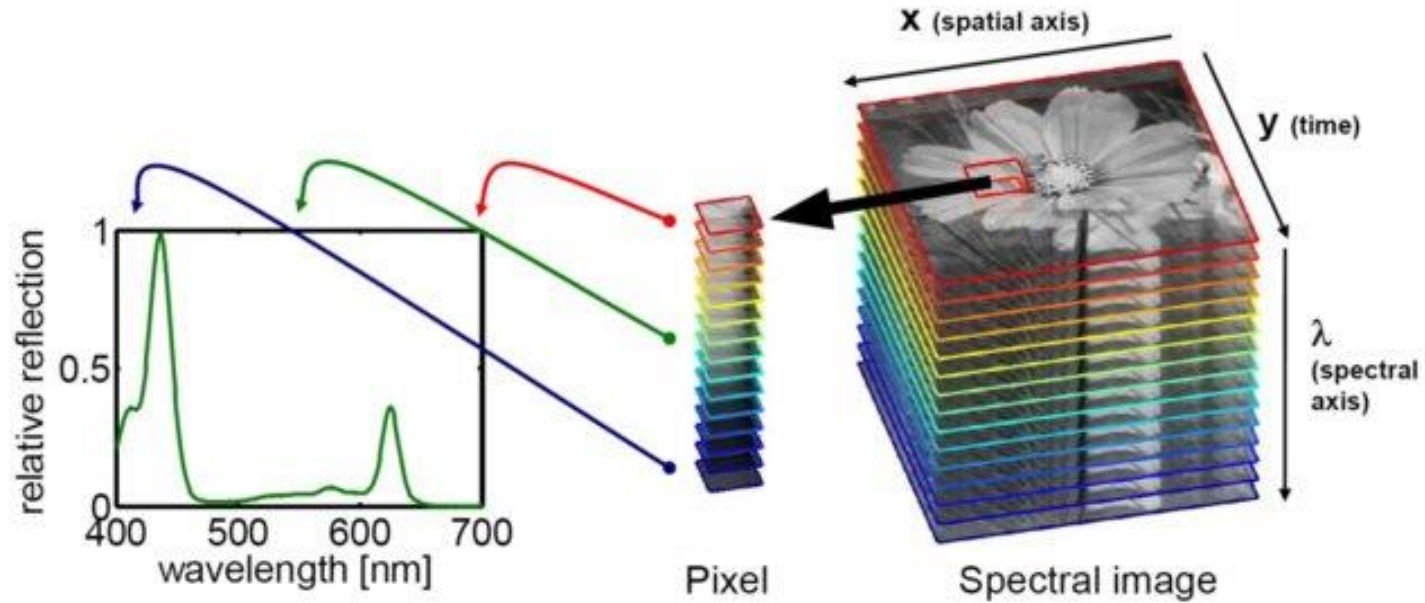 x (spatial axis)
y (time)
1
0.5
0
relative reflection
400 500 600 700
wavelength [nm]
λ
(spectral
axis)
Pixel
Spectral image